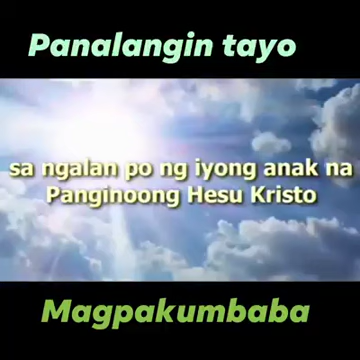 Panalangin tayo
sa ngalan po ng iyong anak na
Panginoong Hesu Kristo
Magpakumbaba